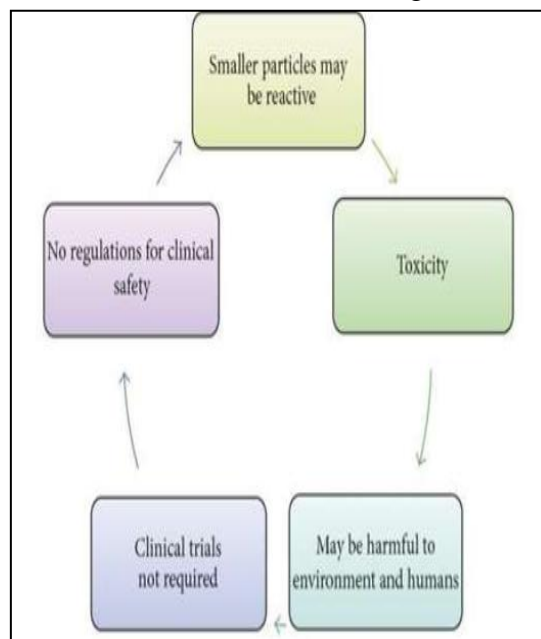 Smaller particles may
be reactive
Toxicity
May be harmful to
environment and humans
Clinical trials
not required
No regulations for clinical
safety